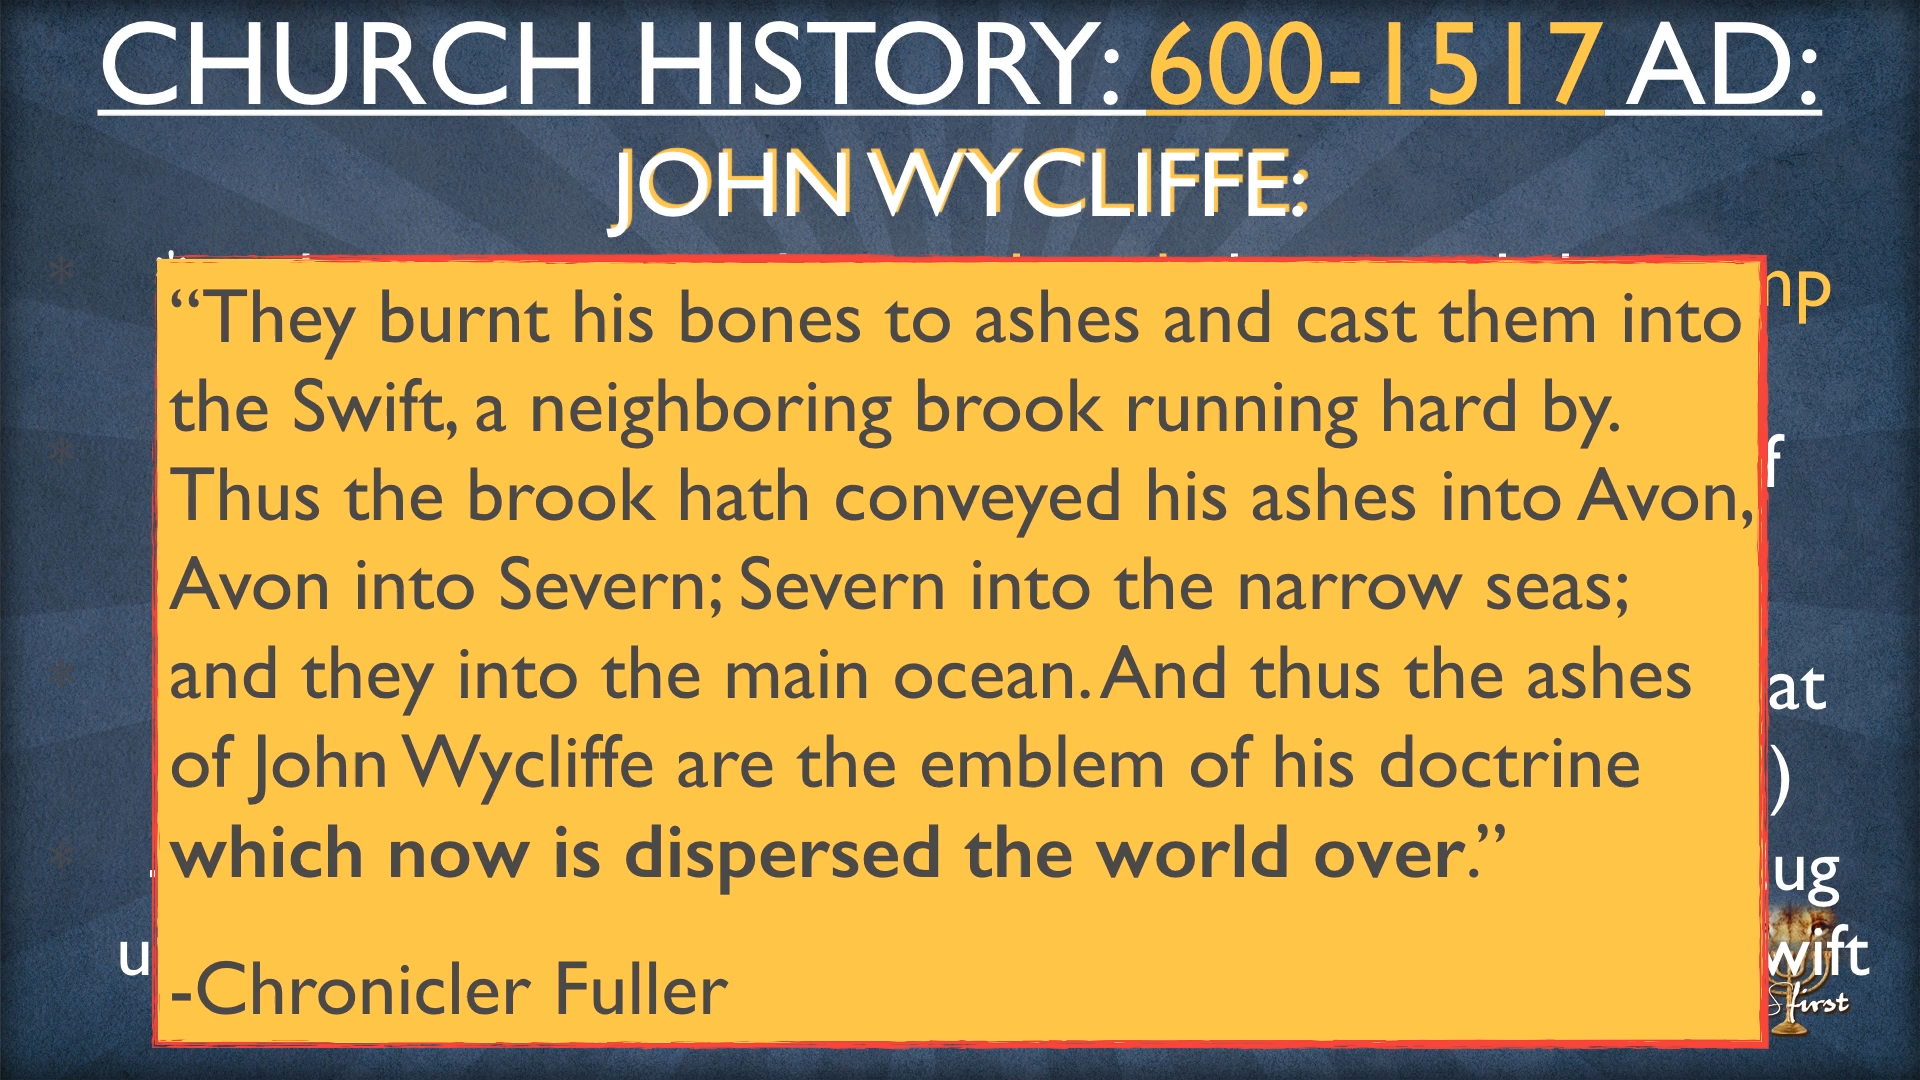 CHURCH HISTORY: 600-1517 AD:
JOHN WYCLIFFE:
“They burnt his bones to ashes and cast them into
the Swift, a neighboring brook running hard by.
Thus the brook hath conveyed his ashes into Avon,
Avon into Severn; Severn into the narrow seas;
and they into the main ocean. And thus the ashes
of John Wycliffe are the emblem of his doctrine
which now is dispersed the world over.”
-Chronicler Fuller
first